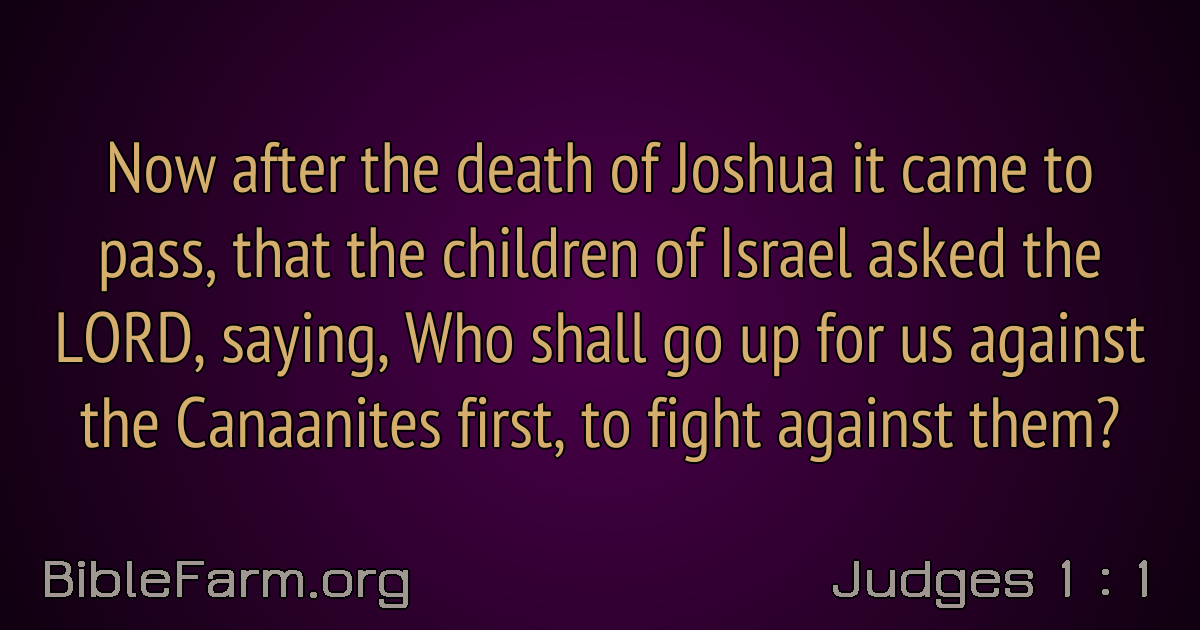 Now after the death of Joshua it came to
pass, that the children of Israel asked the
LORD, saying, Who shall go up for us against
the Canaanites first, to fight against them?
BibleFarm.org
Judges 1 : 1